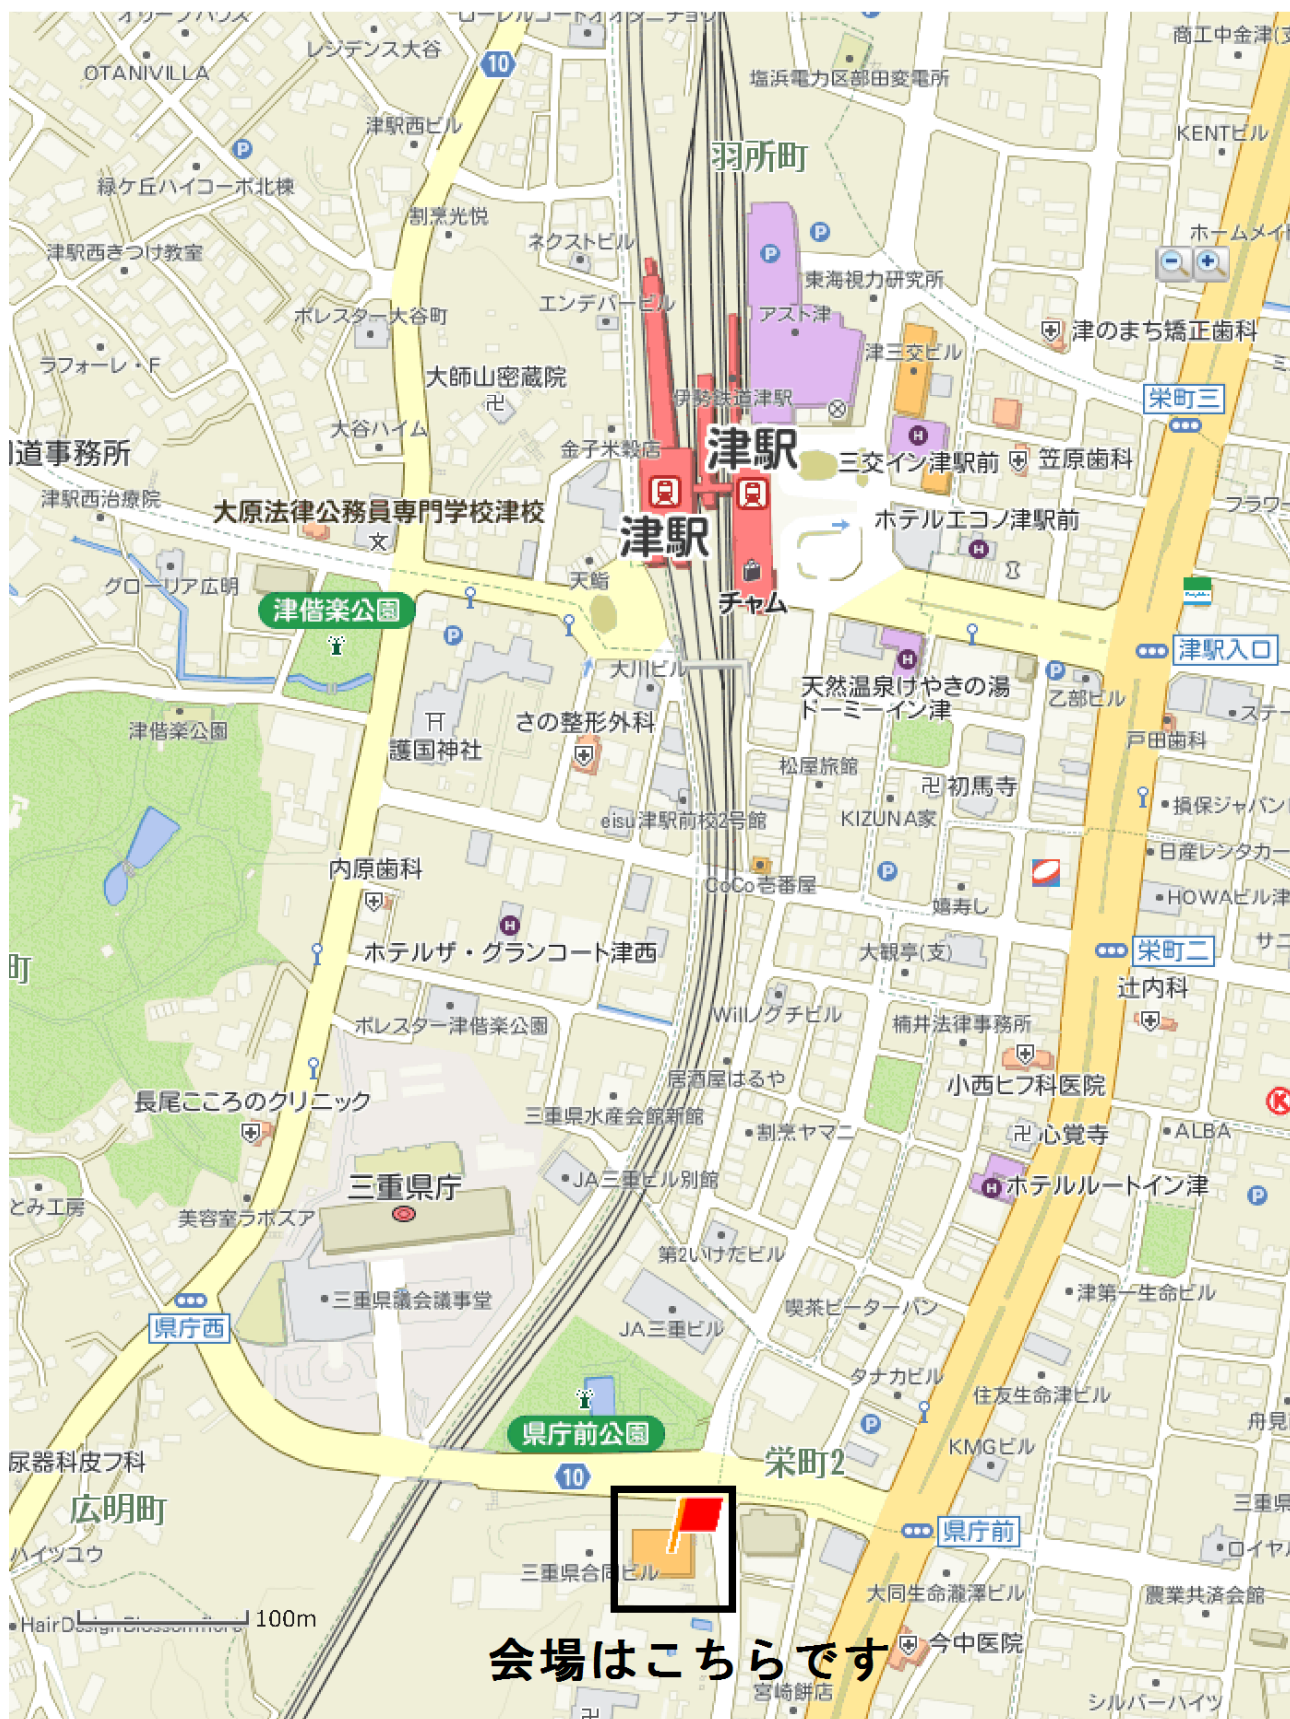 レジデンス大谷
商工中金津(支
OTANIVILLA
10
塩浜電力区部田変電所
津駅西ビル
KENTビル
P
羽所町
緑ケ丘ハイコーポ北棟
割烹光悦
津駅西きつけ教室
ネクストビル
P
P
ホームメイ
東海視力研究所
エンデバービル
ポレスター大谷町
アスト津
津のまち矯正歯科
津三交ビル
ラフォーレ・F
大師山密蔵院
卍
伊勢鉄道津駅
栄町三
大谷ハイム
金子米穀店
津駅
H
道事務所
三交イン津駅前
笠原歯科
津駅西治療院
大原法律公務員専門学校津校
文
津駅
ホテルエコノ津駅前
フラワー
H
グローリア広明
天鮨
津偕楽公園
チャム
P
大川ビル
津駅入口
H
P
天然温泉けやきの湯
ドーミーイン津
乙部ビル
津偕楽公園
さの整形外科
護国神社
ステー
戸田歯科
松屋旅館
卍初馬寺
eisu津駅前校2号館
KIZUNA家
損保ジャパン
内原歯科
CoCo壱番屋
P
日産レンタカー
嬉寿し
HOWAビル津
H
ホテルザ・グランコート津西
大観亭(支)
栄町二
サニ
町
辻内科
ポレスター津偕楽公園
Willノグチビル
楠井法律事務所
居酒屋はるや
小西ヒフ科医院
長尾こころのクリニック
三重県水産会館新館
割烹ヤマニ
卍心覚寺
ALBA
K
三重県庁
JA三重ビル別館
H
ホテルルートイン津
P
とみ工房
美容室ラポズア
第2いけだビル
三重県議会議事堂
喫茶ピーターパン
津第一生命ビル
県庁西
JA三重ビル
タナカビル
住友生命津ビル
県庁前公園
P
舟見
KMGビル
尿器科皮フ科
10
栄町2
広明町
三重県
県庁前
ハイツユウ
三重県合同ビル
ロイヤル
大同生命瀧澤ビル
農業共済会館
HairDesignBlossomflore
100m
今中医院
会場はこちらです
宮崎餅店
シルバーハイツ
卍